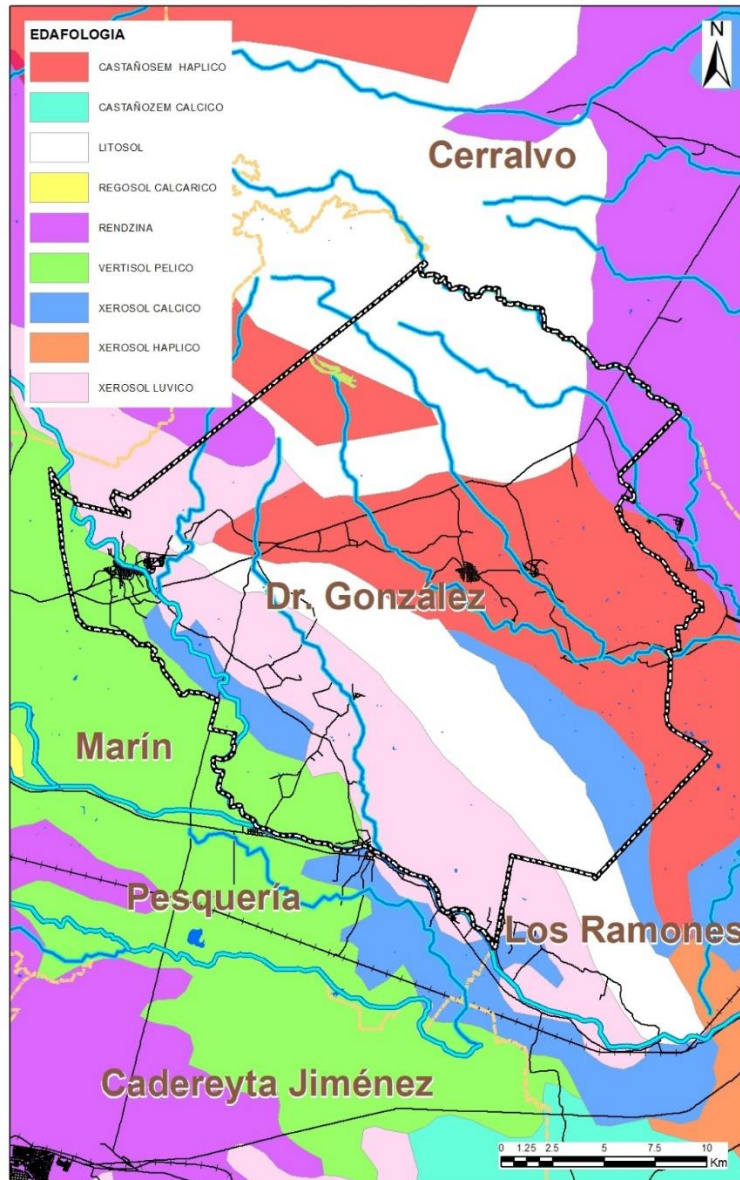 EDAFOLOGIA
CASTAÑOSEM HAPLICO
CASTAÑOZEM CALCICO
LITOSOL
REGOSOL CALCARICO
RENDZINA
VERTISOL PELICO
XEROSOL CALCICO
XEROSOL HAPLICO
XEROSOL LUVICO
N
Cerralvo
Dr. González
Marín
Pesquería
Los Ramones
Cadereyta Jiménez
0 1.25 2.5 5 7.5 10
Km